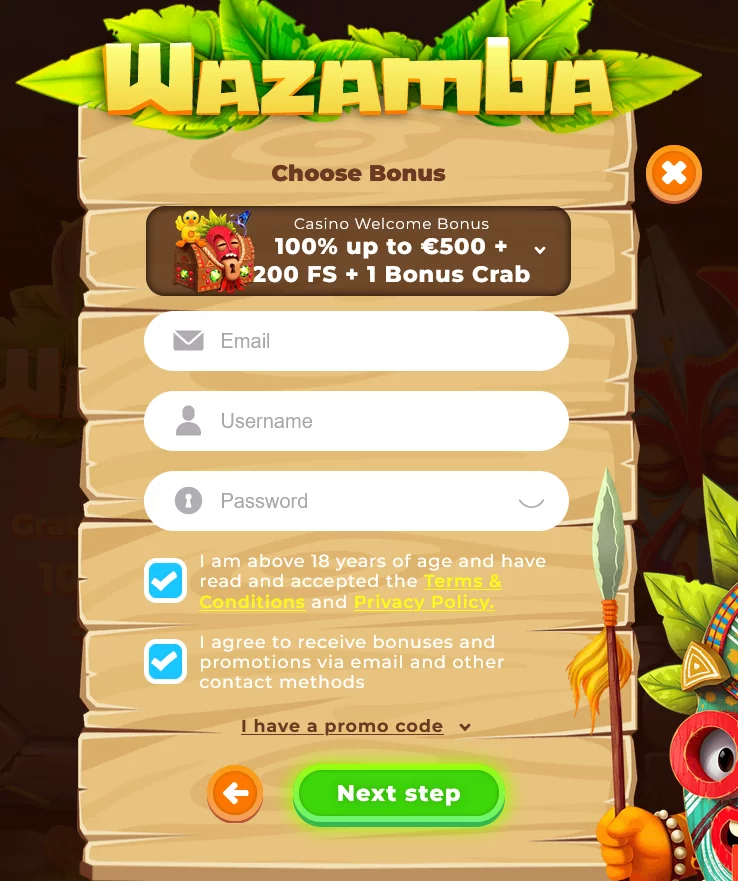 Wazamba
Choose Bonus
Casino Welcome Bonus
100% up to €500 +
200 FS + 1 Bonus Crab
Email
Username
Password
I am above 18 years of age and have
read and accepted the Terms &
Conditions and Privacy Policy.
I agree to receive bonuses and
promotions via email and other
contact methods
I have a promo code
Next step